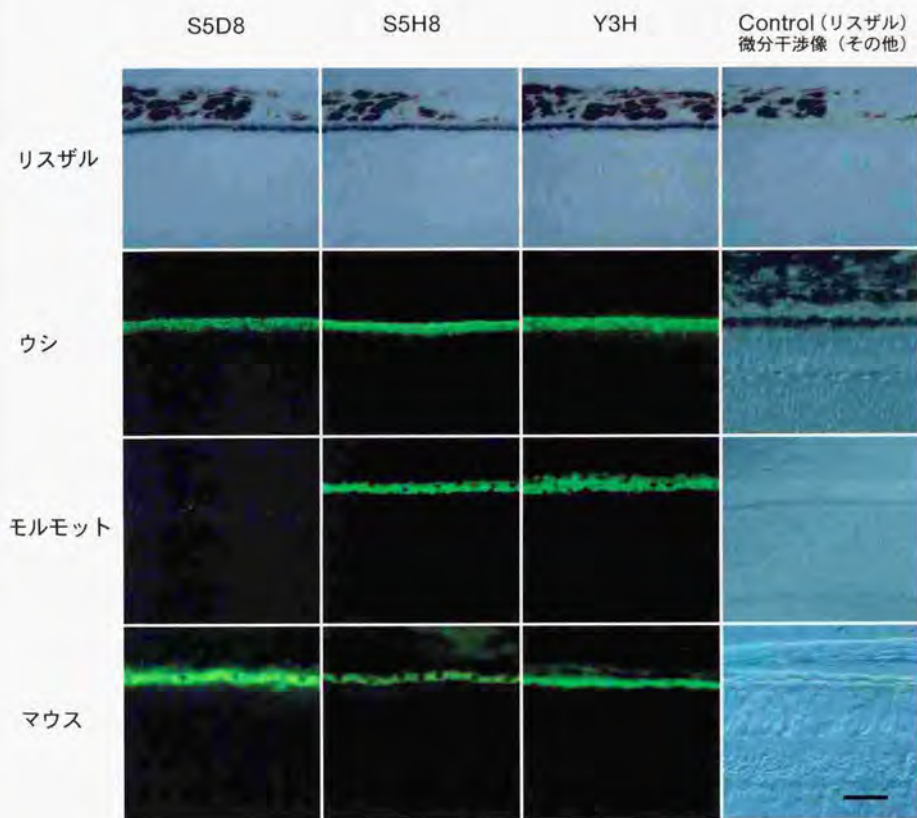 S5D8
S5H8
Y3H
Control（リスザル）
微分干渉像（その他）
リスザル
ウシ
モルモット
マウス